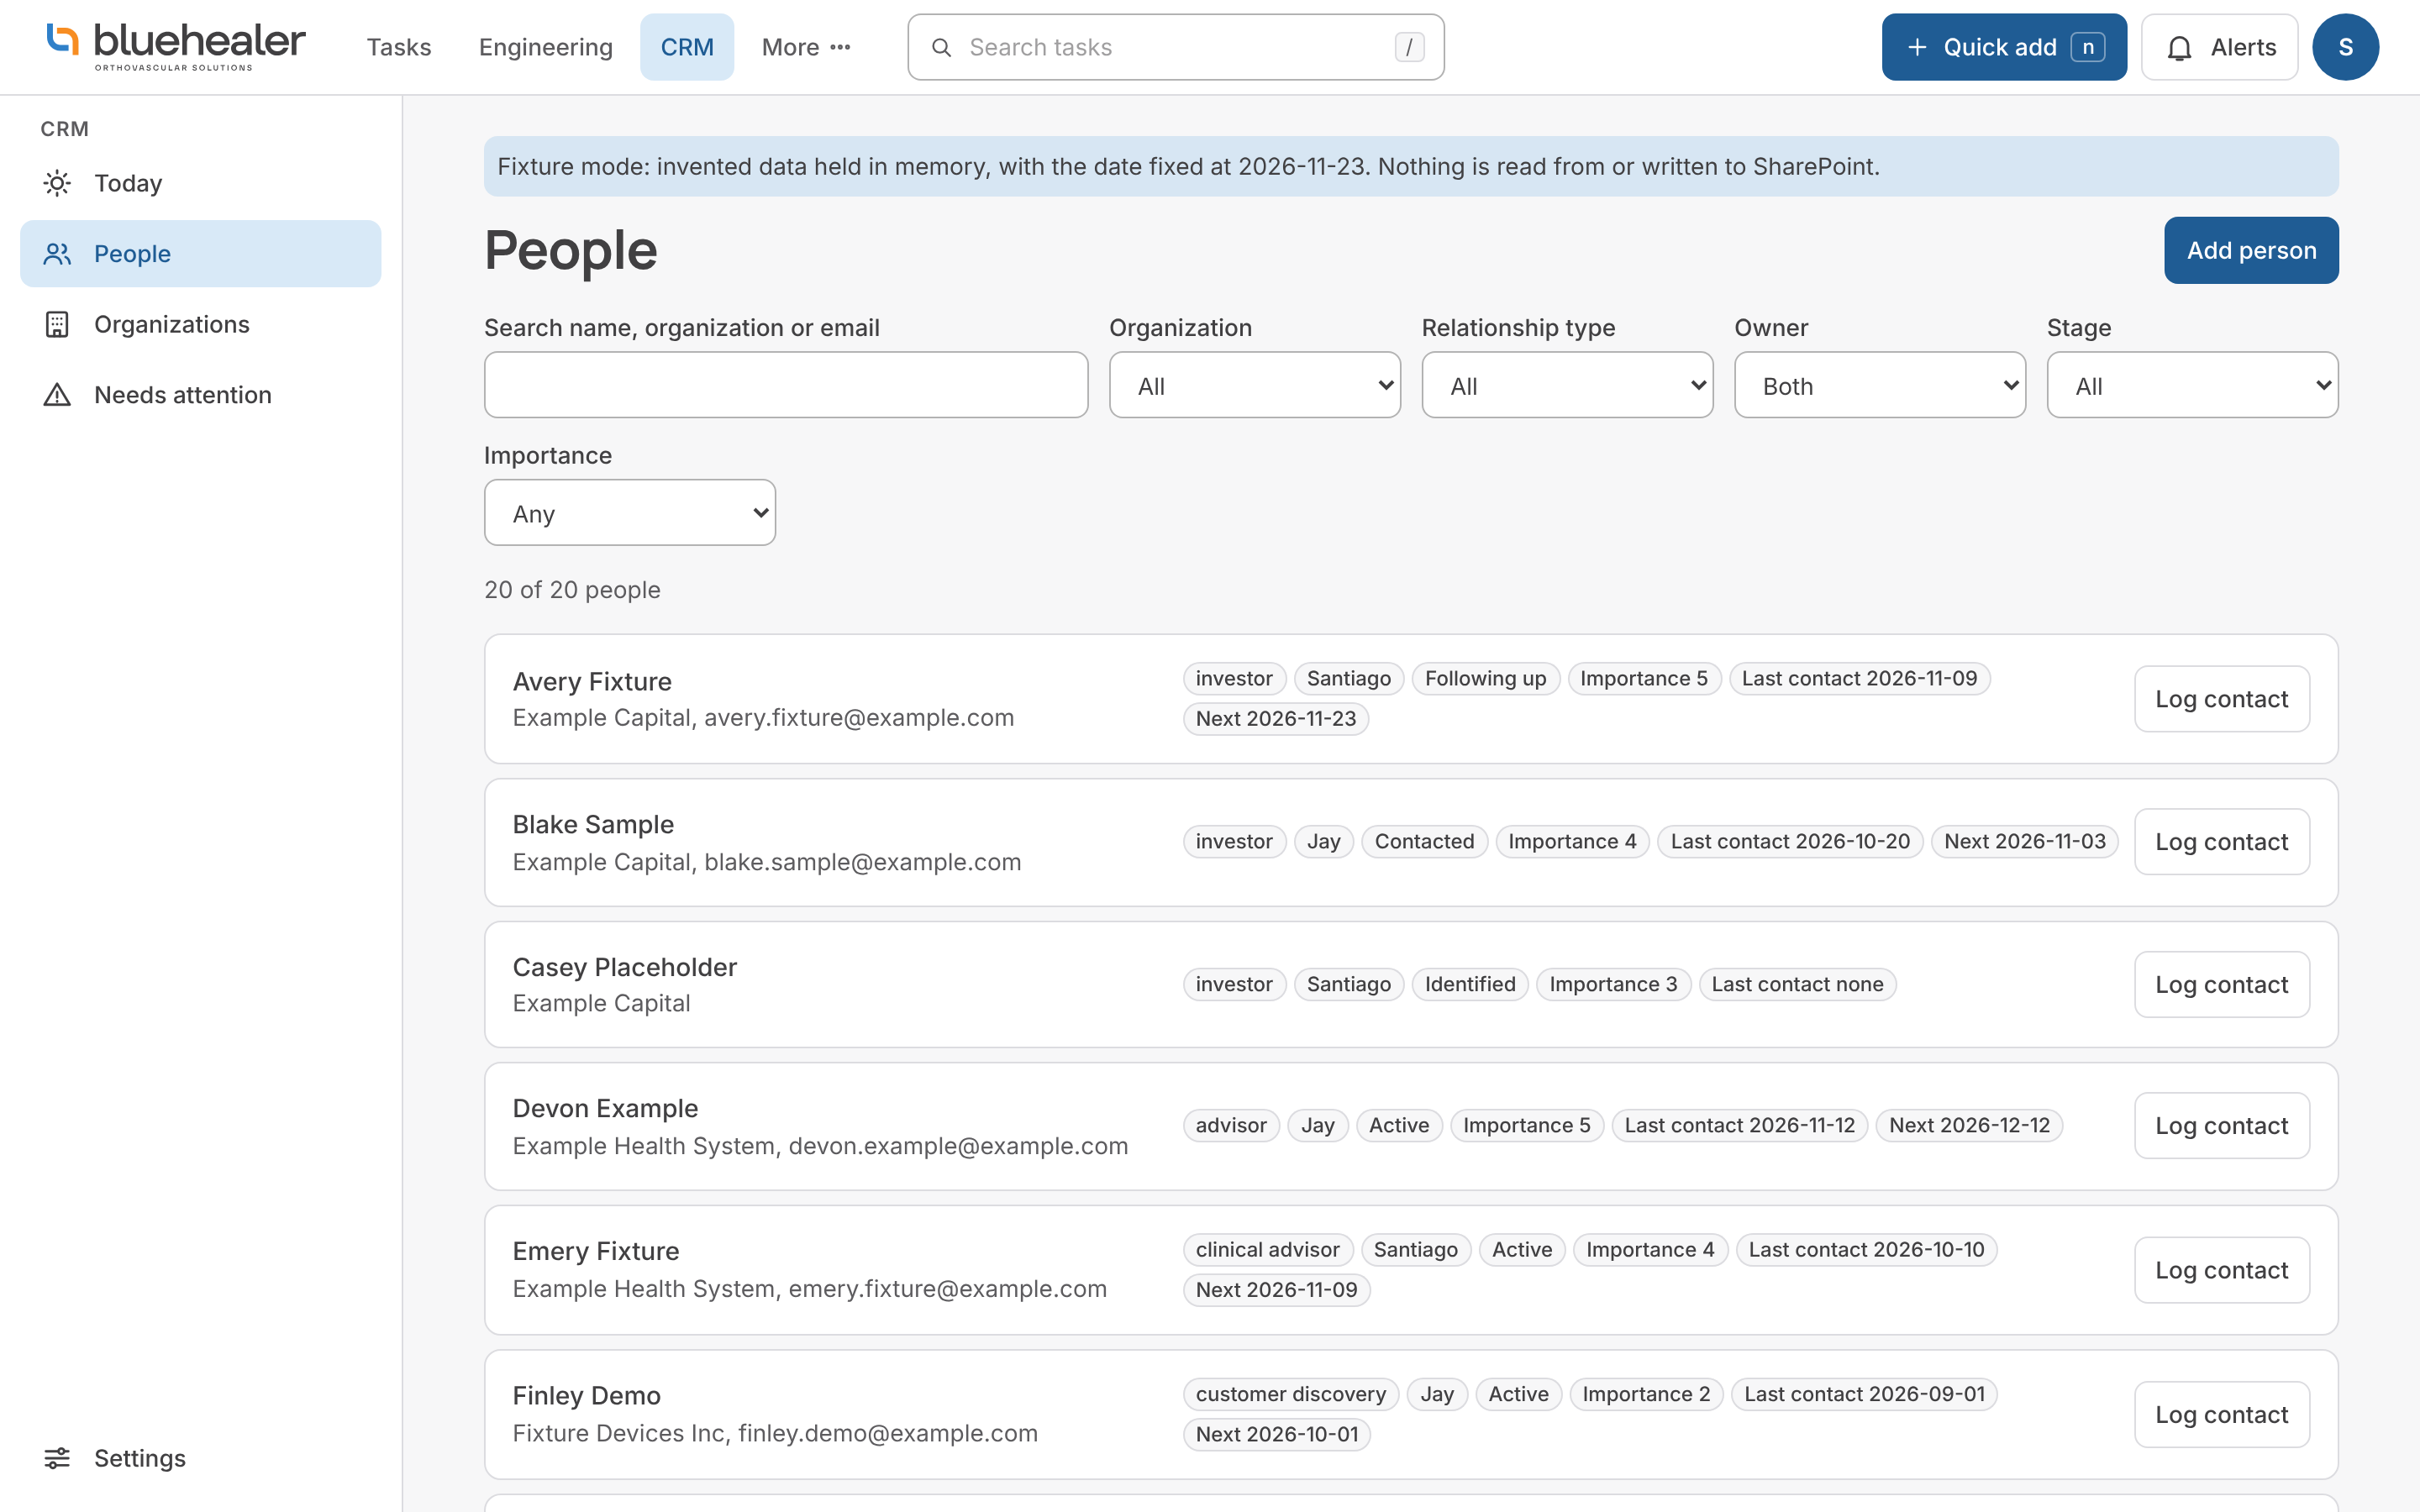 bluehealer
ORTHOVASCULAR SOLUTIONS
Tasks
Engineering
CRM
More •••
Search tasks
/
+ Quick add n
Alerts
S
CRM
Today
People
Organizations
Needs attention
Settings
Fixture mode: invented data held in memory, with the date fixed at 2026-11-23. Nothing is read from or written to SharePoint.
People
Add person
Search name, organization or email
Organization
All
Relationship type
All
Owner
Both
Stage
All
Importance
Any
20 of 20 people
Avery Fixture
Example Capital, avery.fixture@example.com
investor Santiago Following up Importance 5 Last contact 2026-11-09
Next 2026-11-23
Log contact
Blake Sample
Example Capital, blake.sample@example.com
investor Jay Contacted Importance 4 Last contact 2026-10-20 Next 2026-11-03
Log contact
Casey Placeholder
Example Capital
investor Santiago Identified Importance 3 Last contact none
Log contact
Devon Example
Example Health System, devon.example@example.com
advisor Jay Active Importance 5 Last contact 2026-11-12 Next 2026-12-12
Log contact
Emery Fixture
Example Health System, emery.fixture@example.com
clinical advisor Santiago Active Importance 4 Last contact 2026-10-10
Next 2026-11-09
Log contact
Finley Demo
Fixture Devices Inc, finley.demo@example.com
customer discovery Jay Active Importance 2 Last contact 2026-09-01
Next 2026-10-01
Log contact